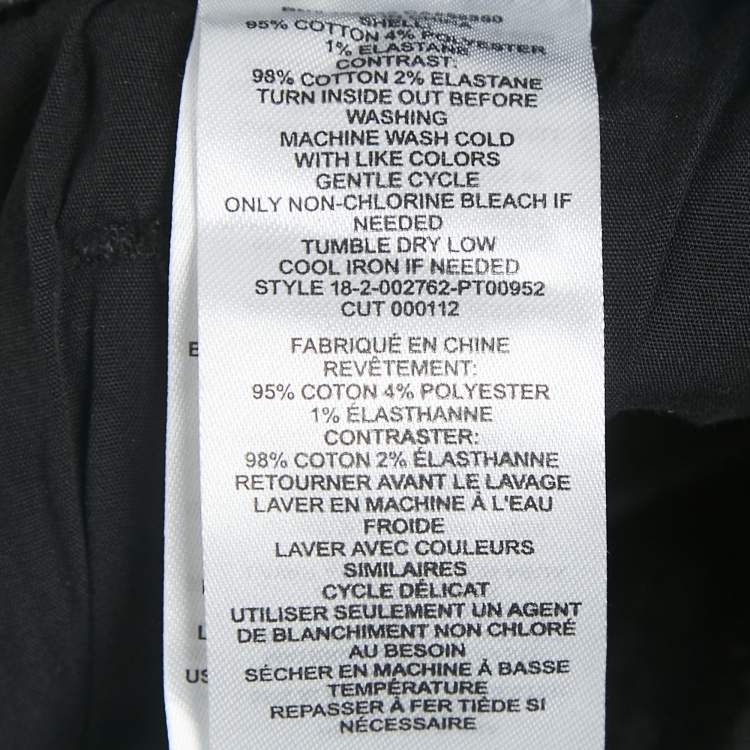 SHELL:
95% COTTON 4% POLYESTER
1% ELASTANE
CONTRAST:
98% COTTON 2% ELASTANE
TURN INSIDE OUT BEFORE
WASHING
MACHINE WASH COLD
WITH LIKE COLORS
GENTLE CYCLE
ONLY NON-CHLORINE BLEACH IF
NEEDED
TUMBLE DRY LOW
COOL IRON IF NEEDED
STYLE 18-2-002762-PT00952
CUT 000112
FABRIQUÉ EN CHINE
REVÊTEMENT:
95% COTON 4% POLYESTER
1% ÉLASTHANNE
CONTRASTER:
98% COTON 2% ÉLASTHANNE
RETOURNER AVANT LE LAVAGE
LAVER EN MACHINE À L'EAU
FROIDE
LAVER AVEC COULEURS
SIMILAIRES
CYCLE DÉLICAT
UTILISER SEULEMENT UN AGENT
DE BLANCHIMENT NON CHLORÉ
AU BESOIN
SÉCHER EN MACHINE À BASSE
TEMPÉRATURE
REPASSER À FER TIÈDE SI
NÉCESSAIRE